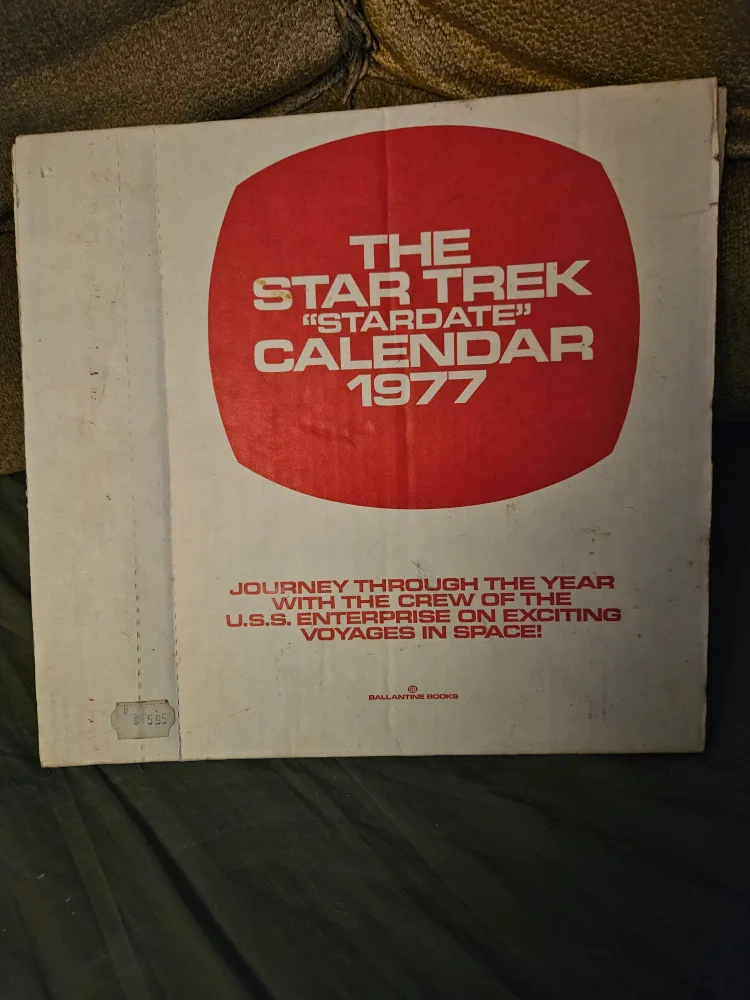 THE
STAR TREK
“STARDATE”
CALENDAR
1977
JOURNEY THROUGH THE YEAR
WITH THE CREW OF THE
U.S.S. ENTERPRISE ON EXCITING
VOYAGES IN SPACE!
BALLANTINE BOOKS
5.95